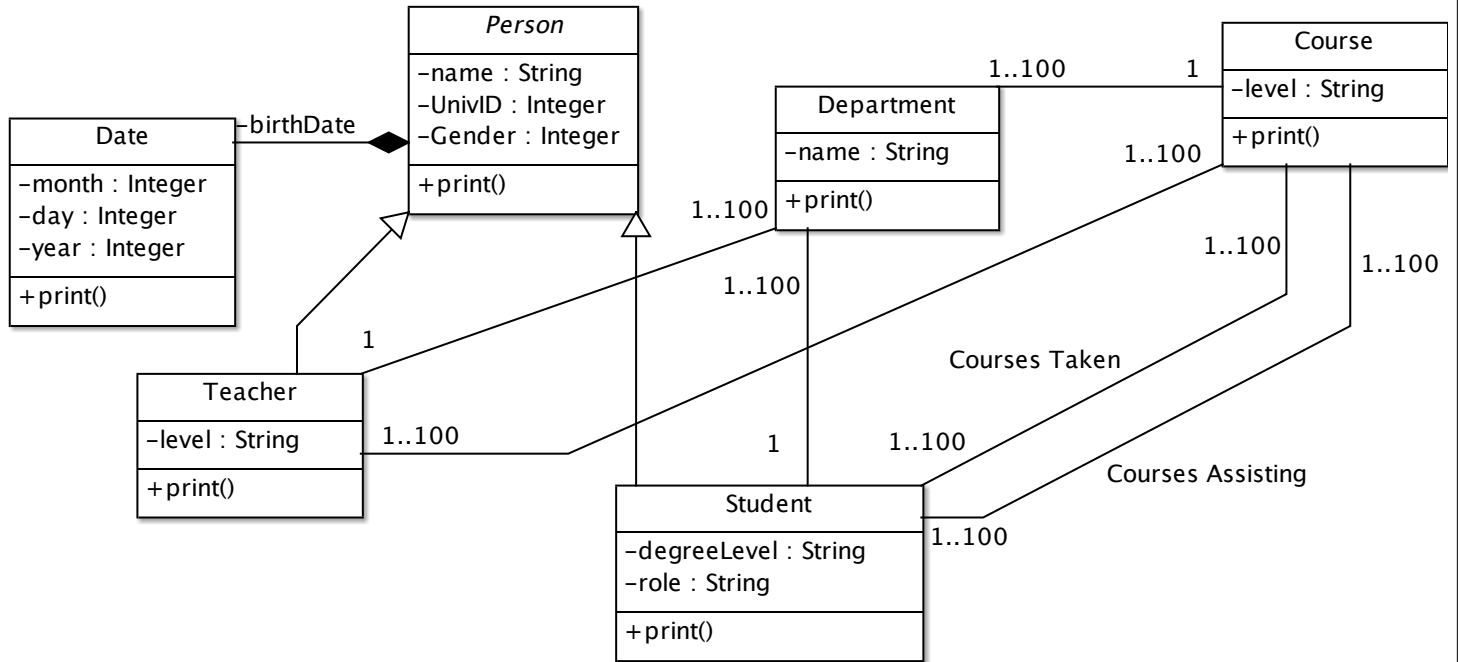 Person
-name : String
-UnivID : Integer
-Gender : Integer
+print()
Course
-level : String
+print()
1..100
1
Department
-name : String
+print()
Date
-month : Integer
-day : Integer
-year : Integer
+print()
-birthDate
1..100
1..100
1..100
1..100
1..100
1
Courses Taken
Teacher
-level : String
+print()
1..100
1
1..100
Courses Assisting
Student
-degreeLevel : String
-role : String
+print()
1..100